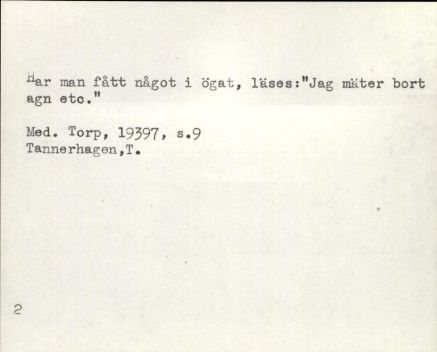 Har man fått något i ögat, läses:"Jag mäter bort
agn etc."
Med. Torp, 19397, s.9
Tannerhagen,T.
2